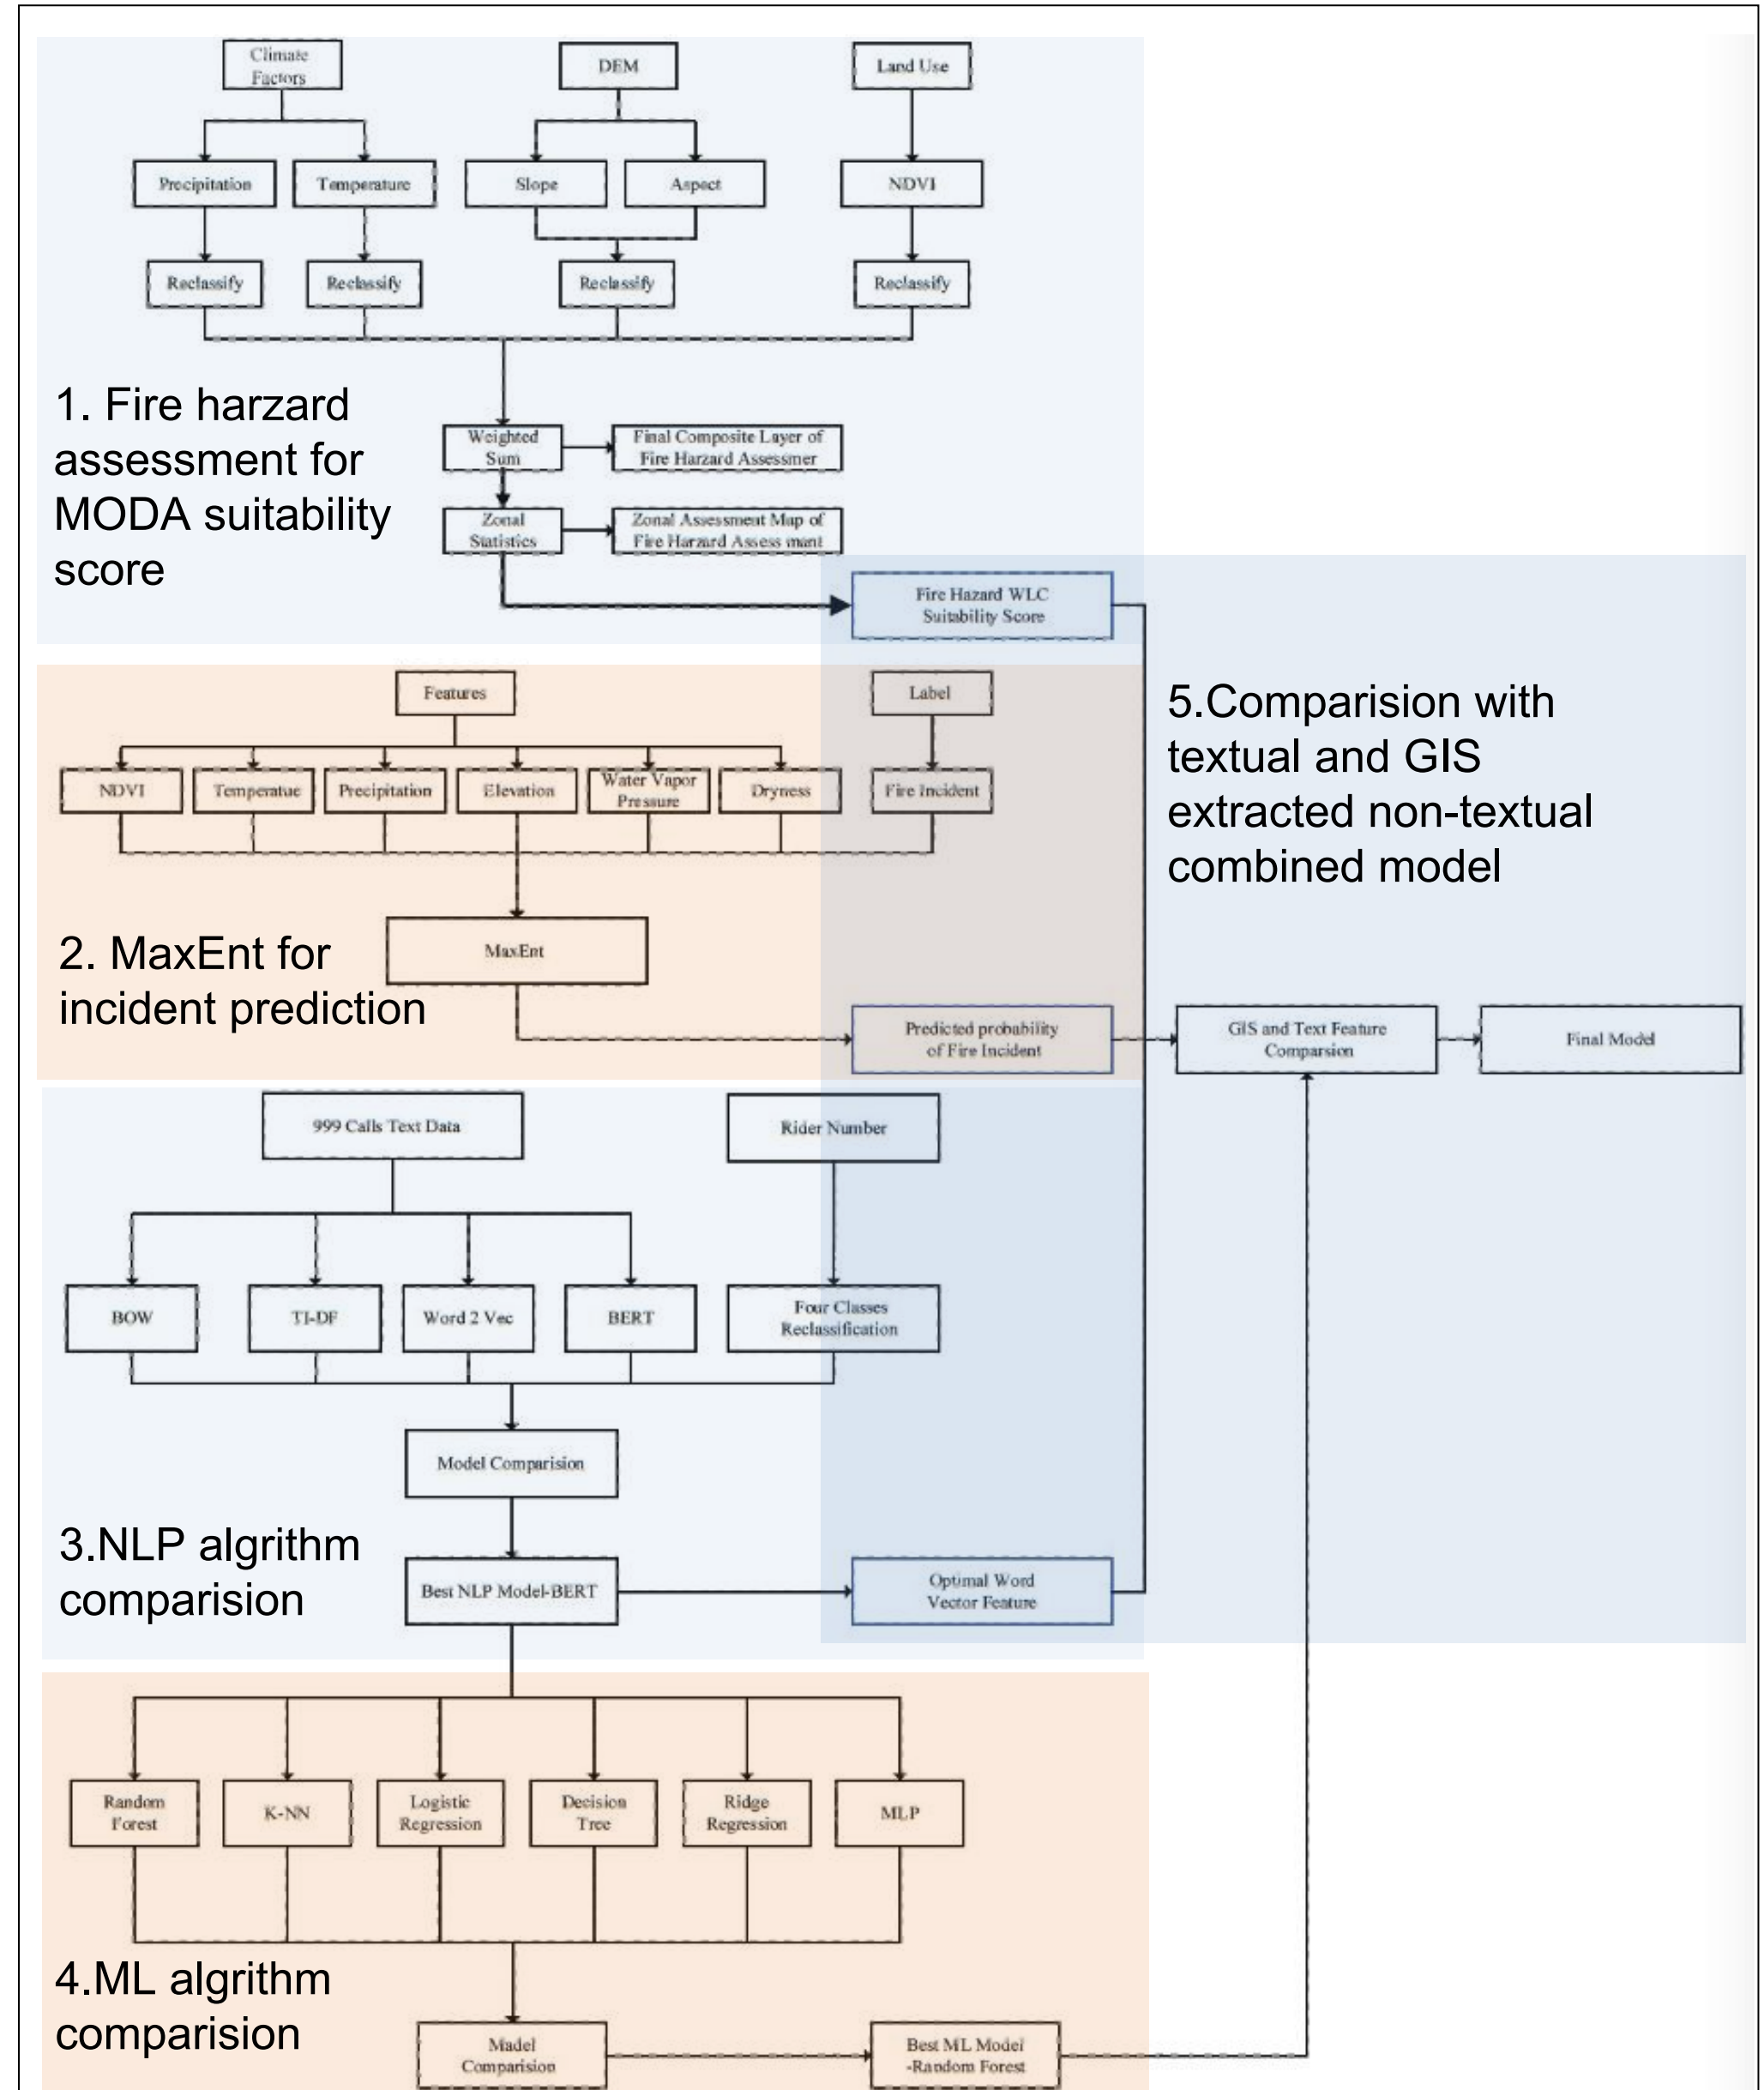 Climate
Factors
DEM
Land Use
Precipitation
Temperature
Slope
Aspect
NDVI
Reclassify
Reclassify
Reclassify
Reclassify
1. Fire harzard
assessment for
MODA suitability
score
Weighted
Sum
Final Composite Layer of
Fire Harzard Assessmer
Zonal
Statistics
Zonal Assessment Map of
Fire Harzard Assess mant
Fire Hazard WLC
Suitability Score
Features
Label
NDVI
Temperatue
Precipitation
Elevation
Water Vapor
Pressure
Dryness
Fire Incident
5.Comparision with
textual and GIS
extracted non-textual
combined model
2. MaxEnt for
incident prediction
MaxEnt
Predicted probability
of Fire Incident
GIS and Text Feature
Comparsion
Final Model
999 Calls Text Data
Rider Number
BOW
TI-DF
Word 2 Vec
BERT
Four Classes
Reclassification
Model Comparision
3.NLP algrithm
comparision
Best NLP Model-BERT
Optimal Word
Vector Feature
Random
Forest
K-NN
Logistic
Regression
Decision
Tree
Ridge
Regression
MLP
4.ML algrithm
comparision
Madel
Comparision
Best ML Model
-Random Forest